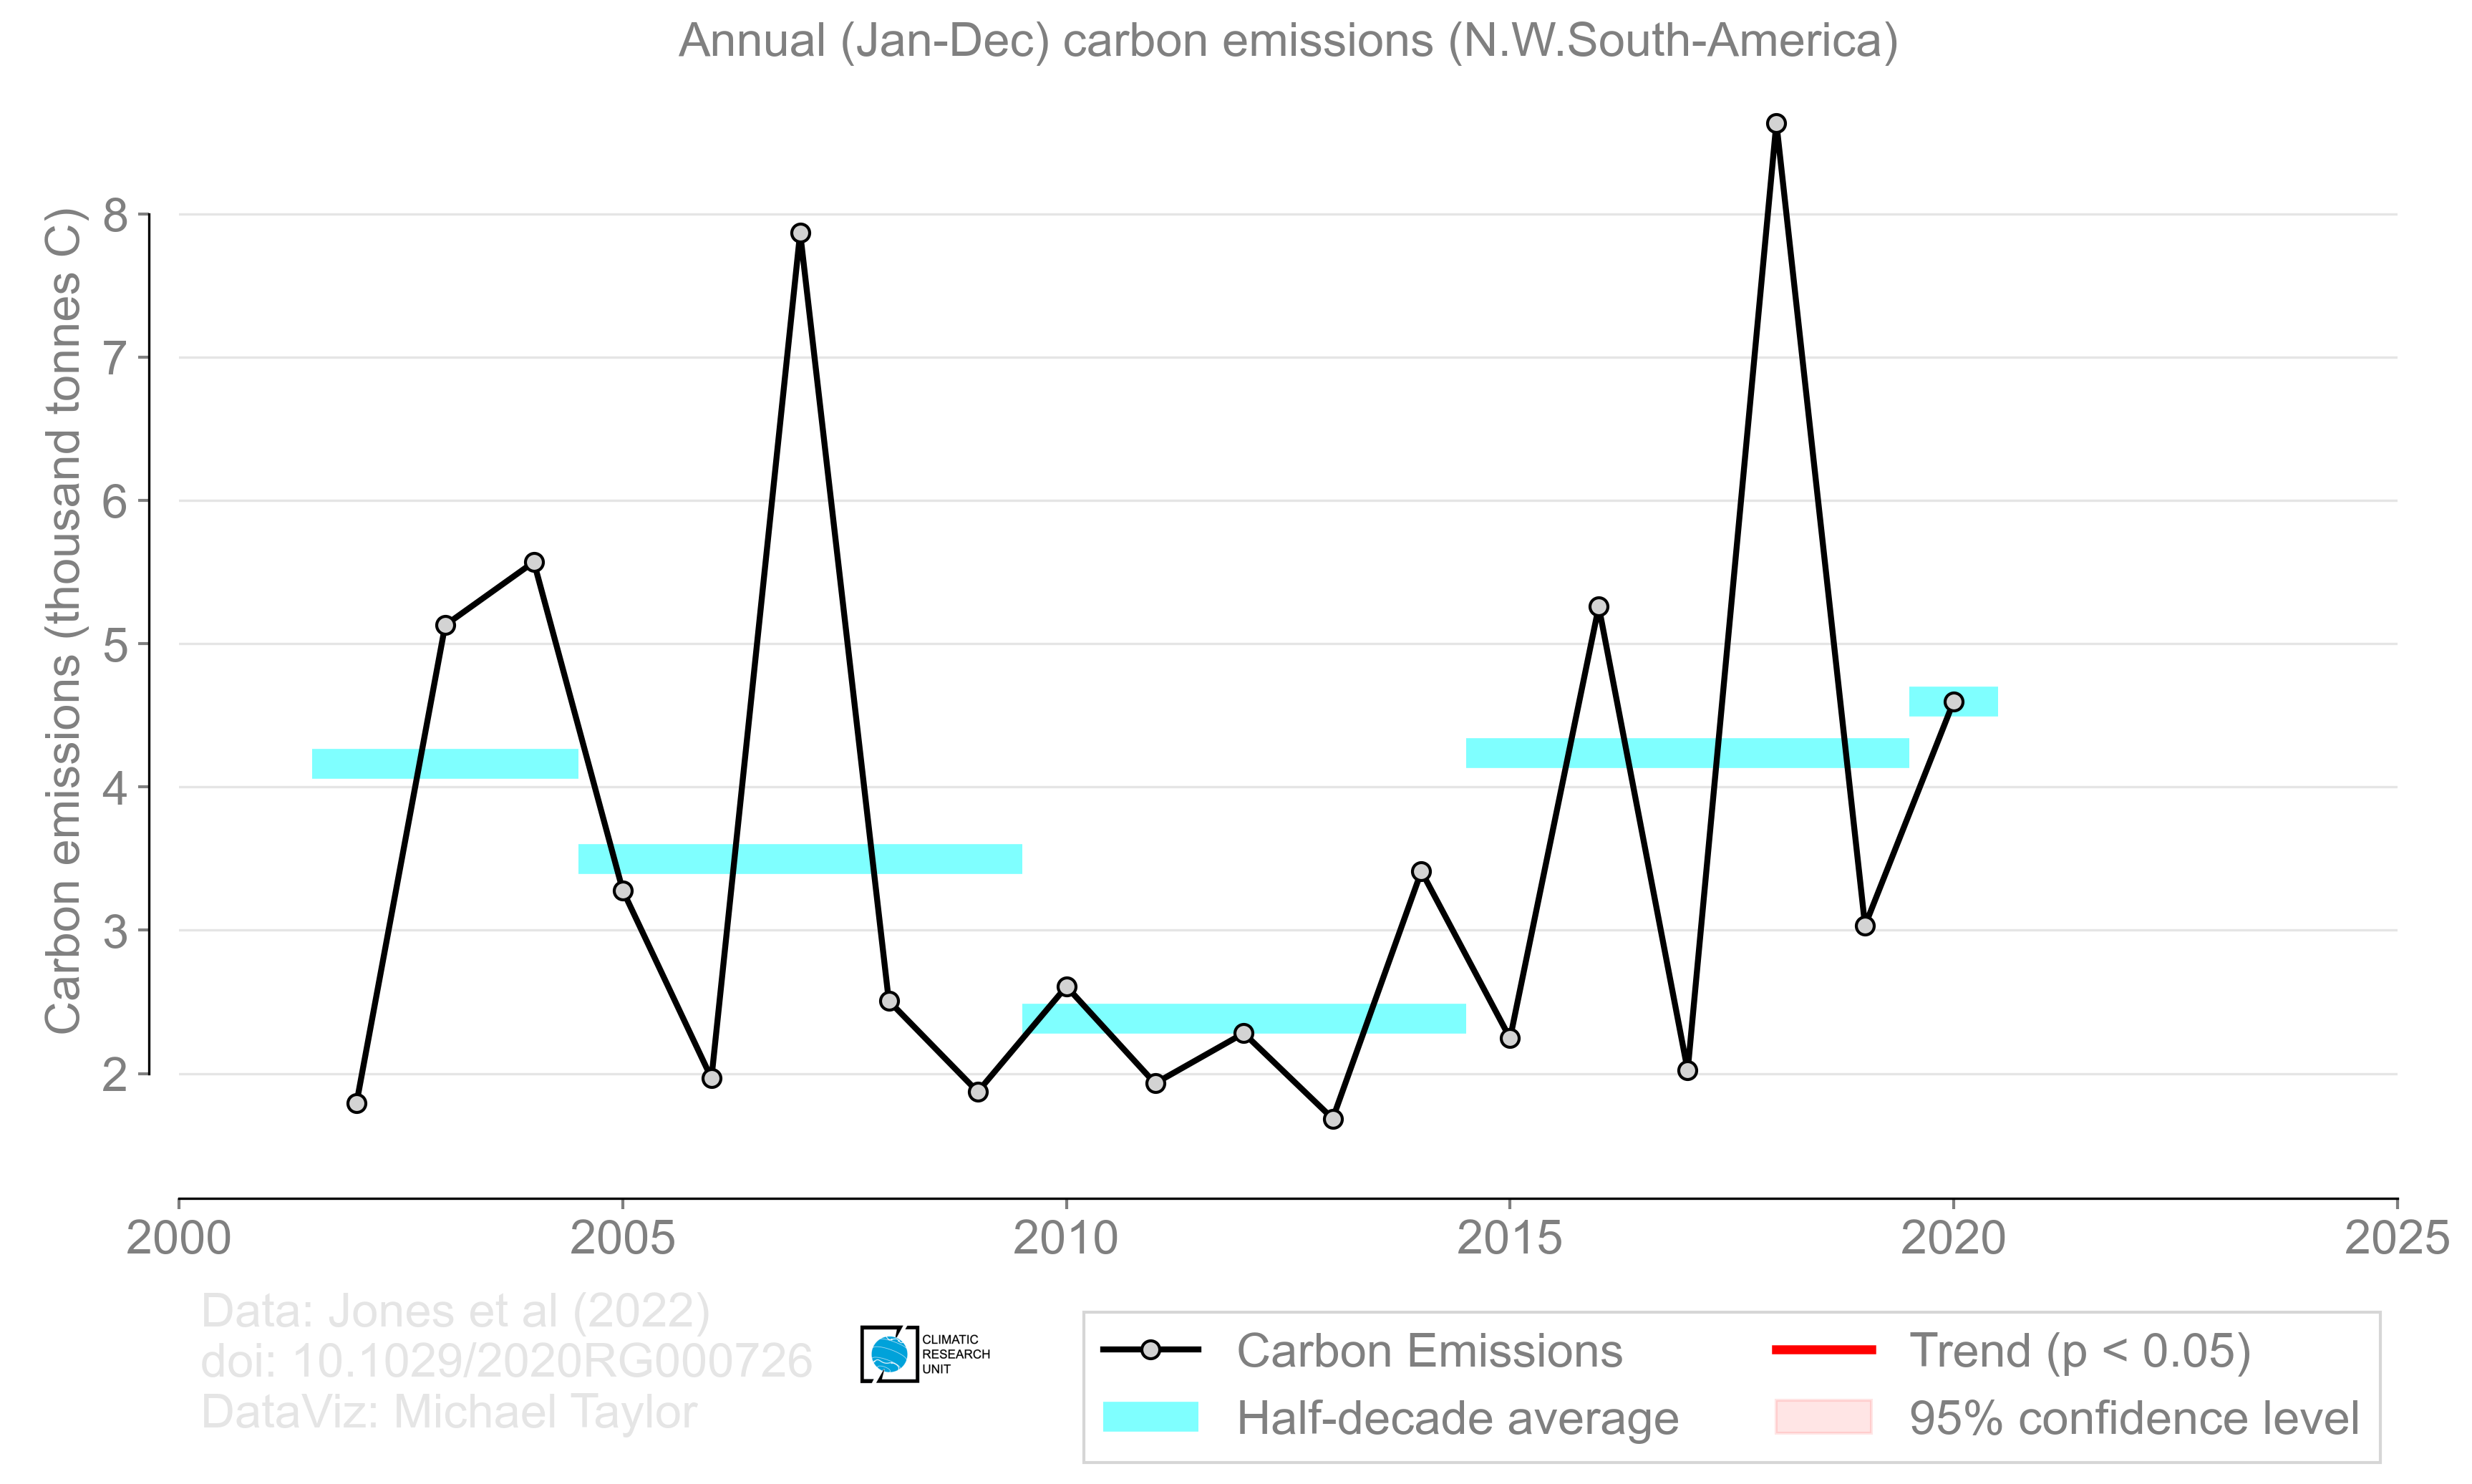 Annual (Jan-Dec) carbon emissions (N.W.South-America)
Carbon emissions (thousand tonnes C)
8
7
6
5
4
3
2
2000 2005 2010 2015 2020 2025
Data: Jones et al (2022)
doi: 10.1029/2020RG000726
DataViz: Michael Taylor
CLIMATIC
RESEARCH
UNIT
Carbon Emissions
Half-decade average
Trend (p < 0.05)
95% confidence level